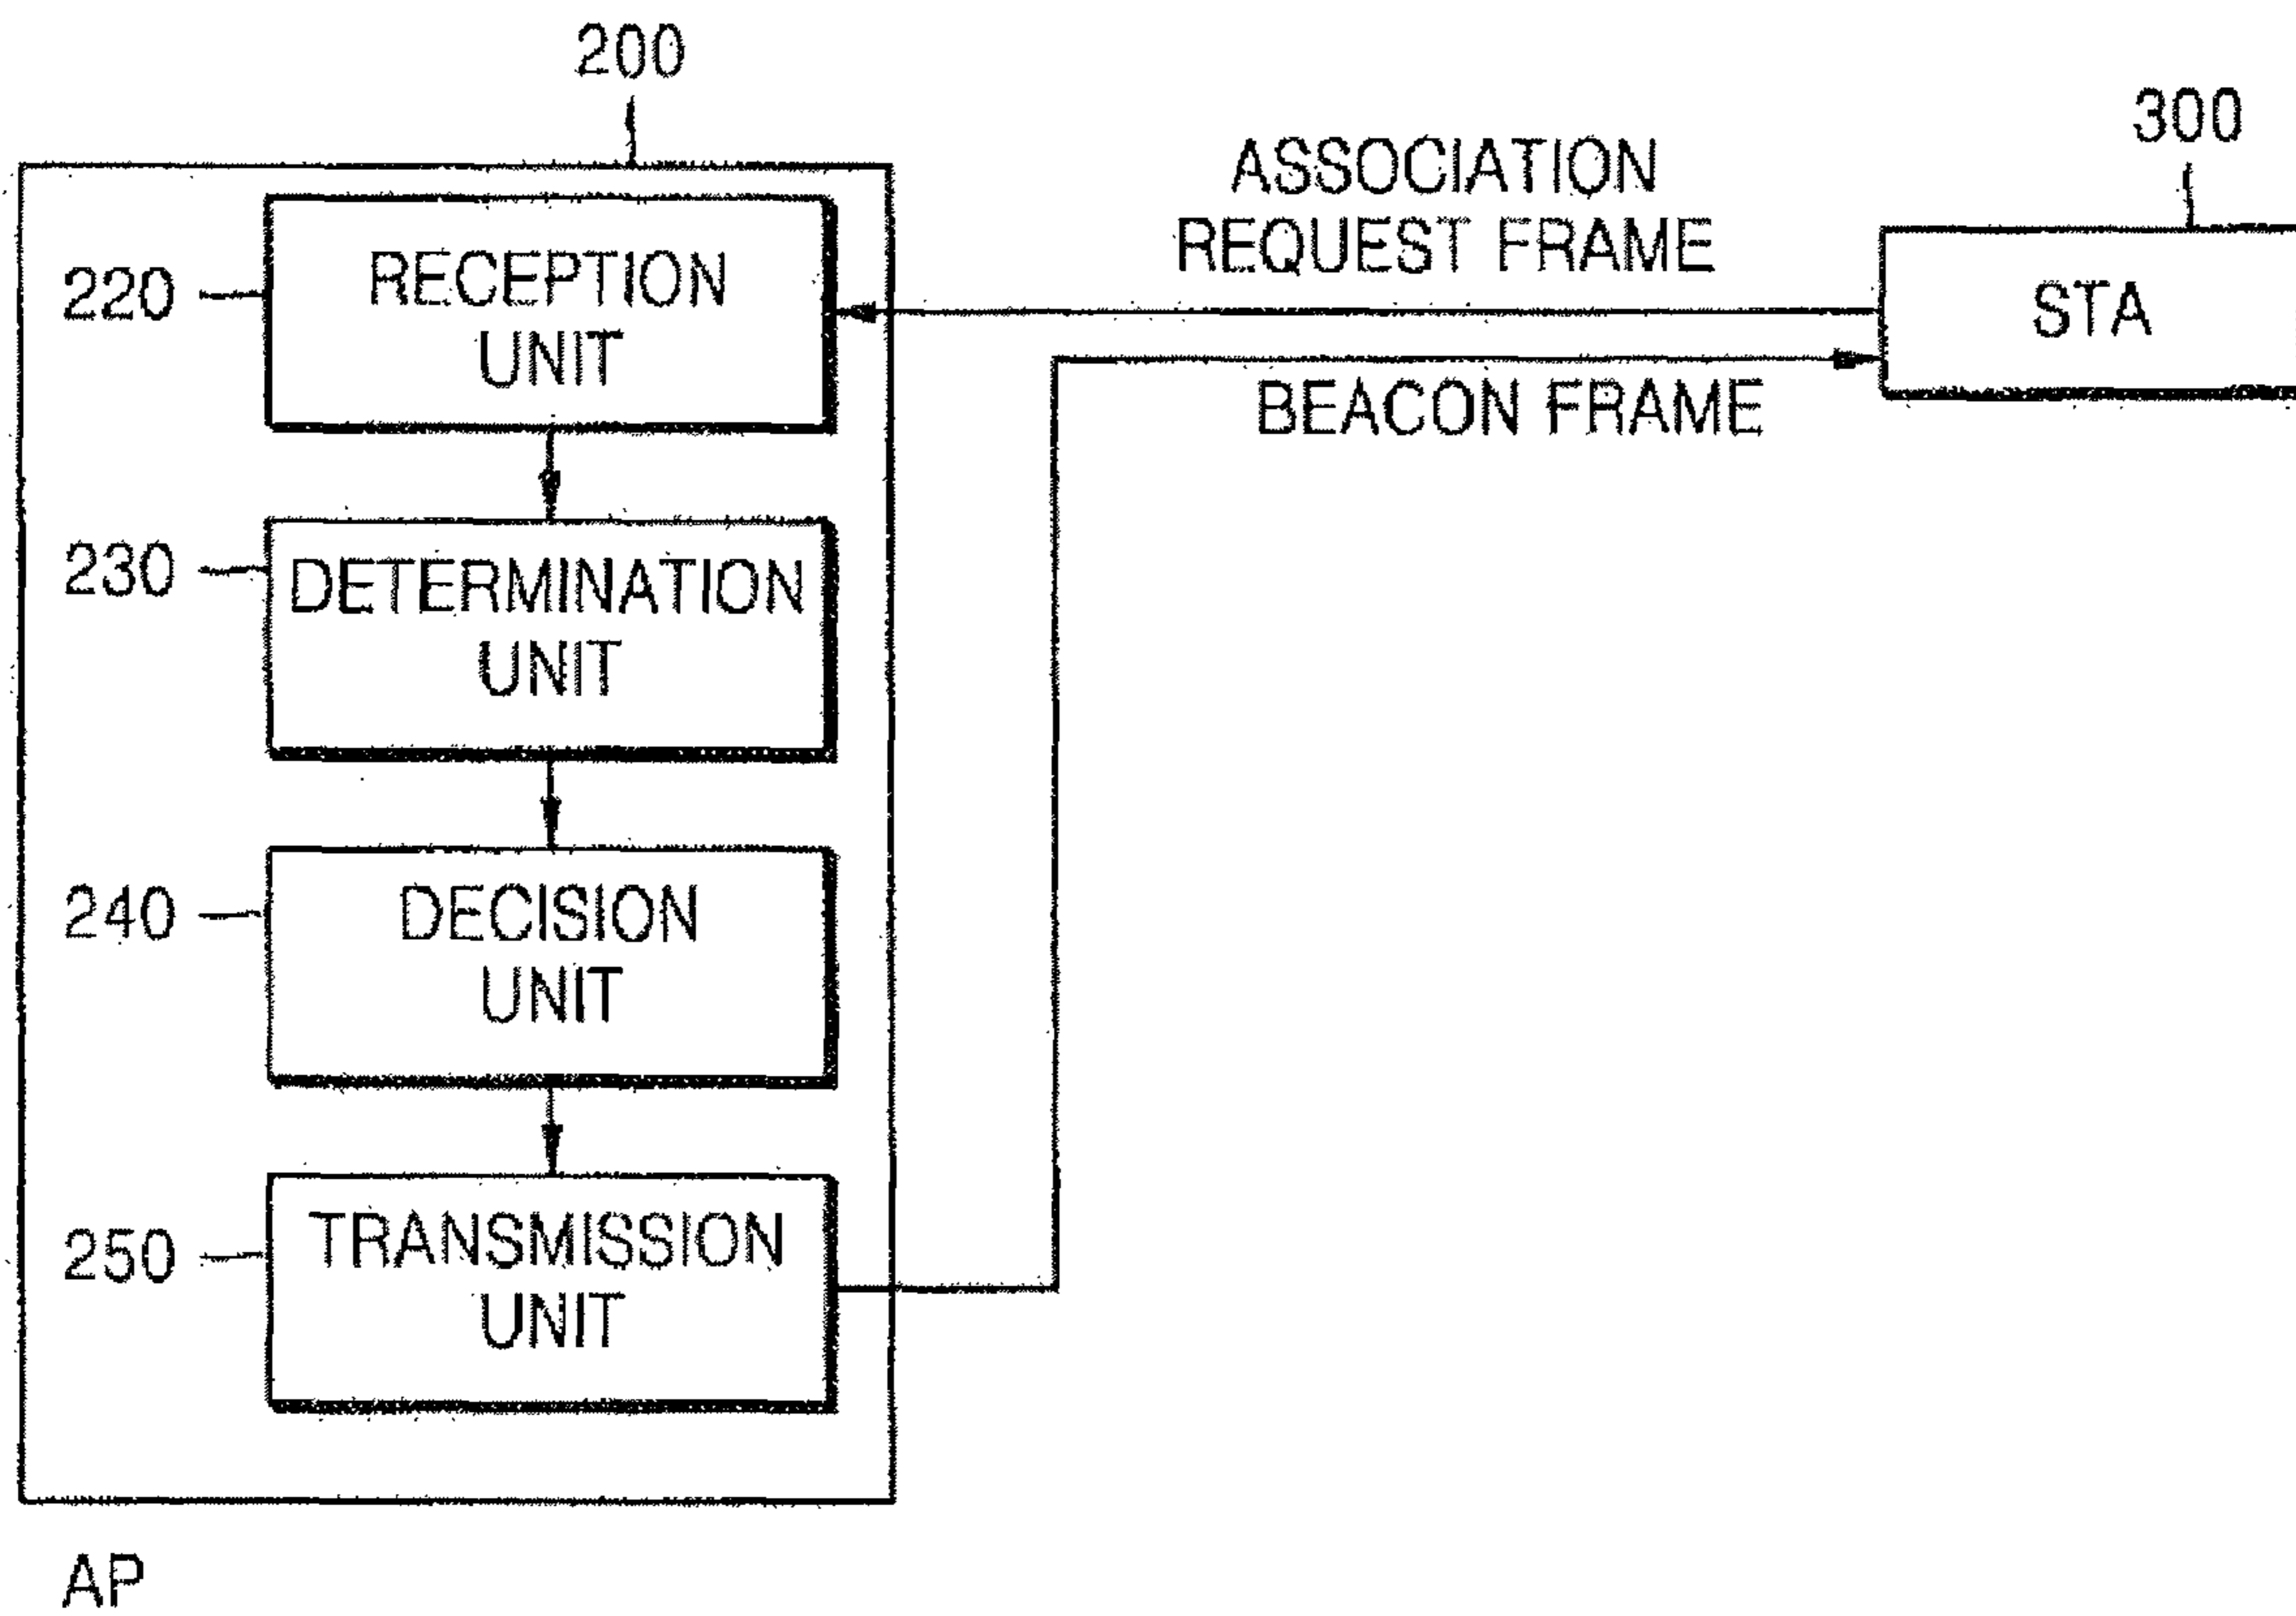 200
300
ASSOCIATION
REQUEST FRAME
220
RECEPTION
UNIT
STA
BEACON FRAME
230
DETERMINATION
UNIT
240
DECISION
UNIT
250
TRANSMISSION
UNIT
AP